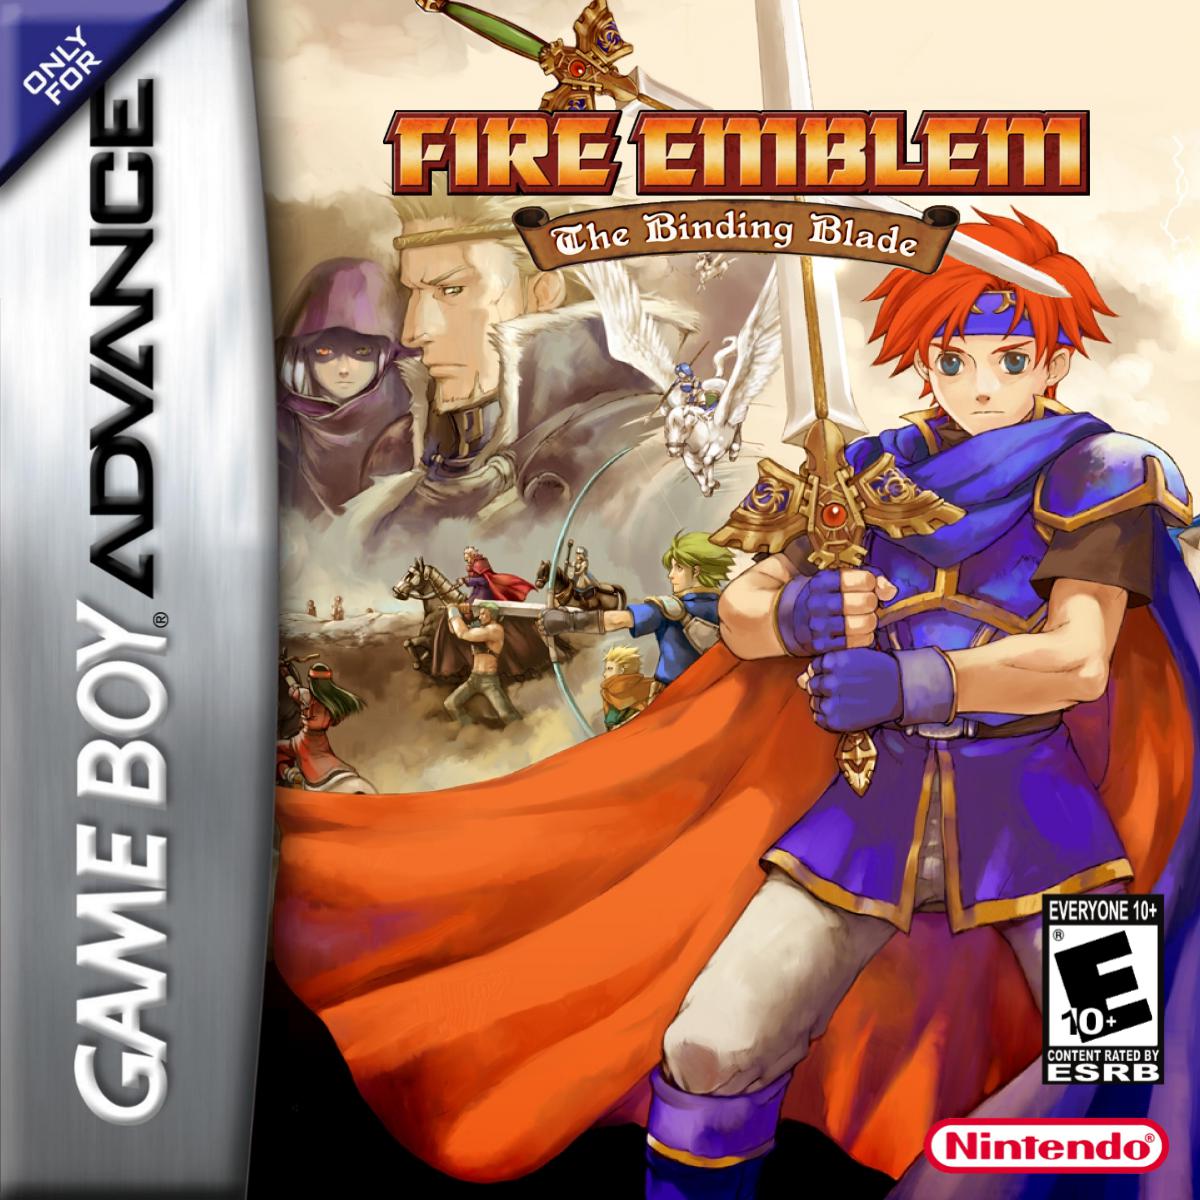 ONLY
FOR
GAME BOY ADVANCE
®
FIRE EMBLEM
The Binding Blade
EVERYONE 10+
®
E
10+
CONTENT RATED BY
ESRB
Nintendo®